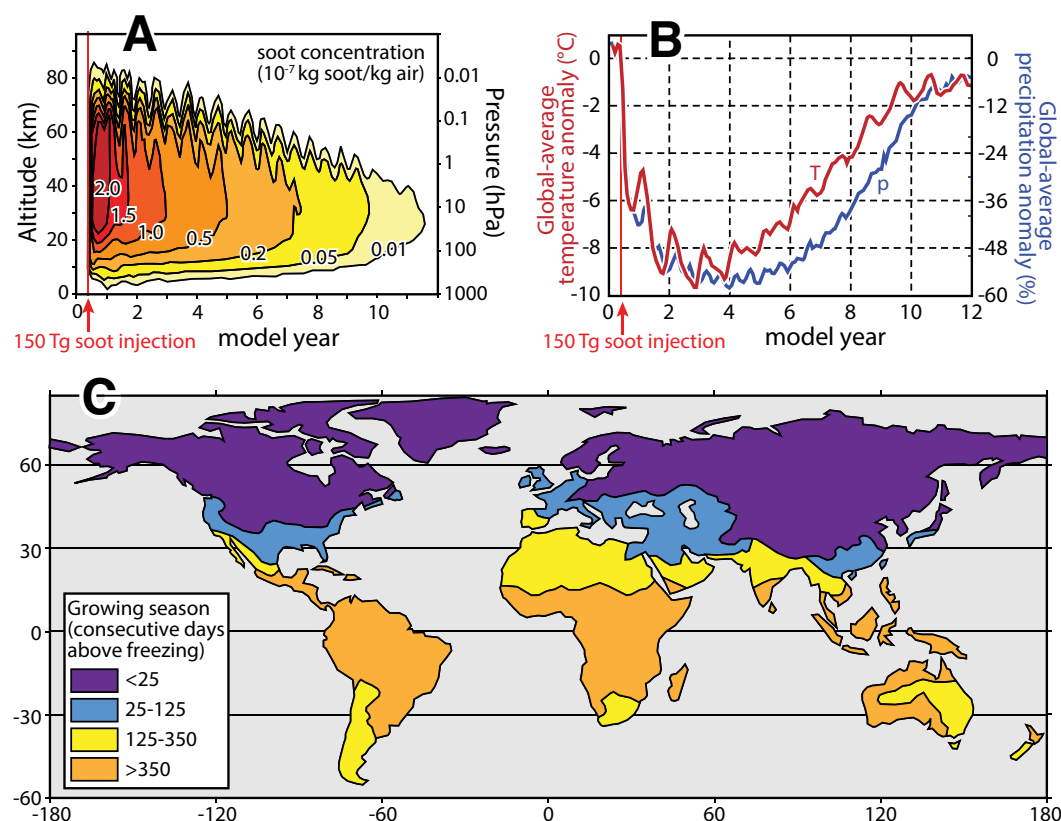 A
soot concentration
(10-7 kg soot/kg air)
Altitude (km)
80
60
40
20
0
2.0
1.5
1.0
0.5
0.2
0.05
0.01
0.01
0.1
1
10
100
1000
Pressure (hPa)
0
2
4
6
8
10
model year
150 Tg soot injection
B
Global-average
temperature anomaly (°C)
0
-2
-4
-6
-8
-10
T
p
0
-12
-24
-36
-48
-60
Global-average
precipitation anomaly (%)
0
2
4
6
8
10
12
model year
150 Tg soot injection
C
60
30
0
-30
-60
Growing season
(consecutive days
above freezing)
<25
25-125
125-350
>350
-180
-120
-60
0
60
120
180